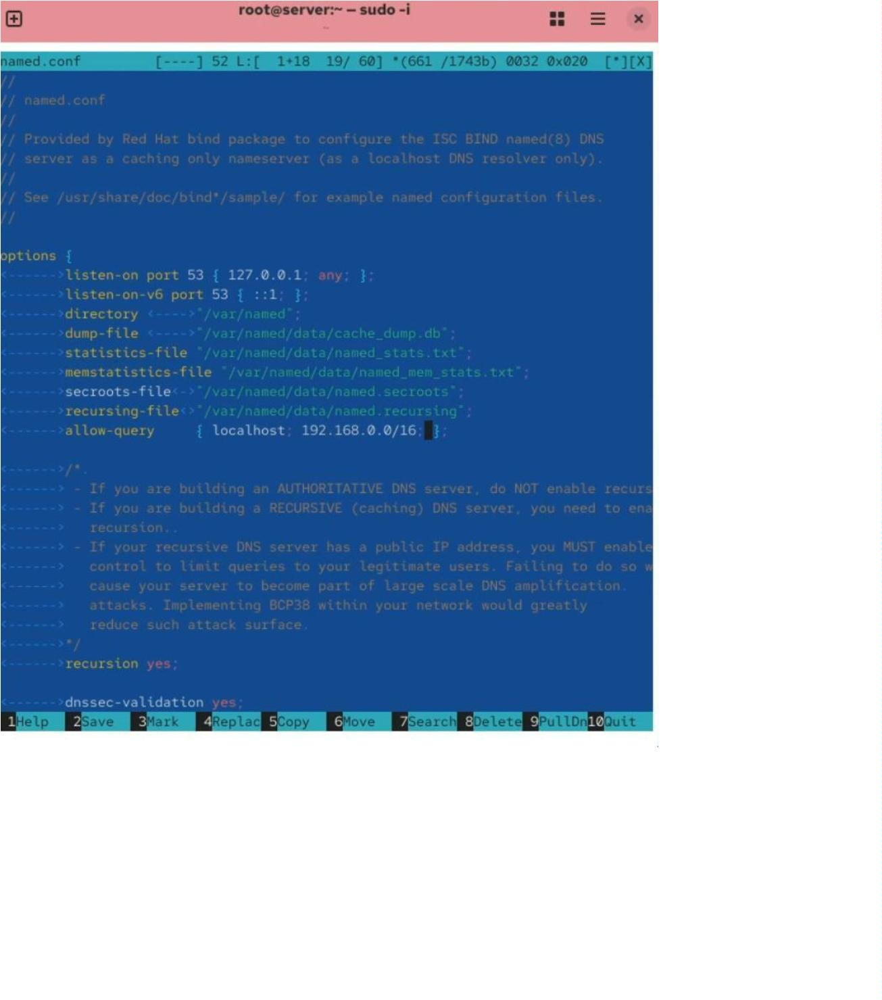 root@server:~ — sudo -i
~
named.conf [----] 52 L:[ 1+18 19/ 60] *(661 /1743b) 0032 0x020 [*][X]
//
// named.conf
//
// Provided by Red Hat bind package to configure the ISC BIND named(8) DNS
// server as a caching only nameserver (as a localhost DNS resolver only).
//
// See /usr/share/doc/bind*/sample/ for example named configuration files.
//
options {
<------>listen-on port 53 { 127.0.0.1; any; };
<------>listen-on-v6 port 53 { ::1; };
<------>directory <---->"/var/named";
<------>dump-file <---->"/var/named/data/cache_dump.db";
<------>statistics-file "/var/named/data/named_stats.txt";
<------>memstatistics-file "/var/named/data/named_mem_stats.txt";
<------>secroots-file<->"/var/named/data/named.secroots";
<------>recursing-file<>"/var/named/data/named.recursing";
<------>allow-query     { localhost; 192.168.0.0/16; };
<------>/*.
<------> - If you are building an AUTHORITATIVE DNS server, do NOT enable recurs
<------> - If you are building a RECURSIVE (caching) DNS server, you need to ena
<------>   recursion..
<------> - If your recursive DNS server has a public IP address, you MUST enable
<------>   control to limit queries to your legitimate users. Failing to do so w
<------>   cause your server to become part of large scale DNS amplification.
<------>   attacks. Implementing BCP38 within your network would greatly
<------>   reduce such attack surface.
<------>*/
<------>recursion yes;
<------>dnssec-validation yes;
1Help 2Save 3Mark 4Replac 5Copy 6Move 7Search 8Delete 9PullDn 10Quit